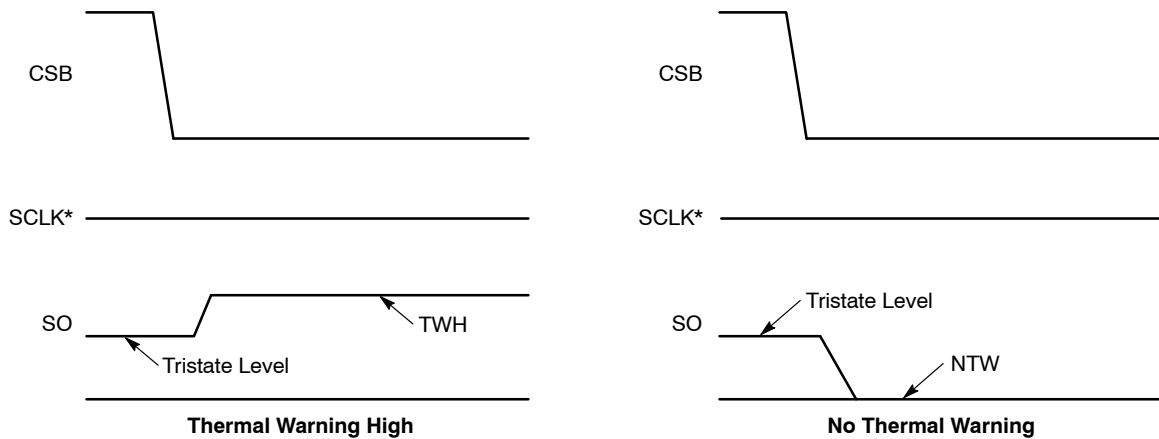 CSB
SCLK*
SO
TWH
Tristate Level
Thermal Warning High
CSB
SCLK*
SO
Tristate Level
NTW
No Thermal Warning